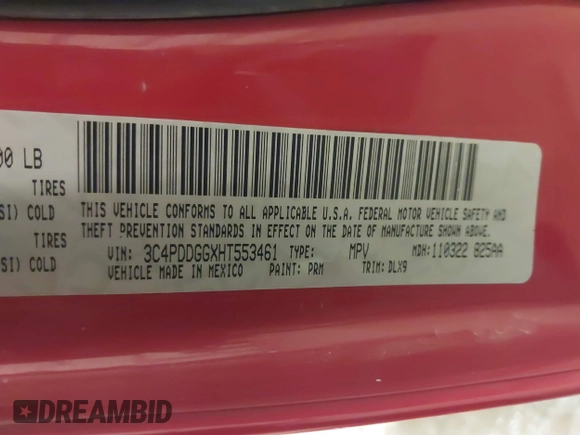 00 LB
TIRES
SI) COLD
TIRES
SI) COLD
THIS VEHICLE CONFORMS TO ALL APPLICABLE U.S.A. FEDERAL MOTOR VEHICLE SAFETY AND
THEFT PREVENTION STANDARDS IN EFFECT ON THE DATE OF MANUFACTURE SHOWN ABOVE.
VIN: 3C4PDDGGXHT553461 TYPE: MPV MDH: 110322 825AA
VEHICLE MADE IN MEXICO PAINT: PRM TRIM: DLX9
DREAMBID